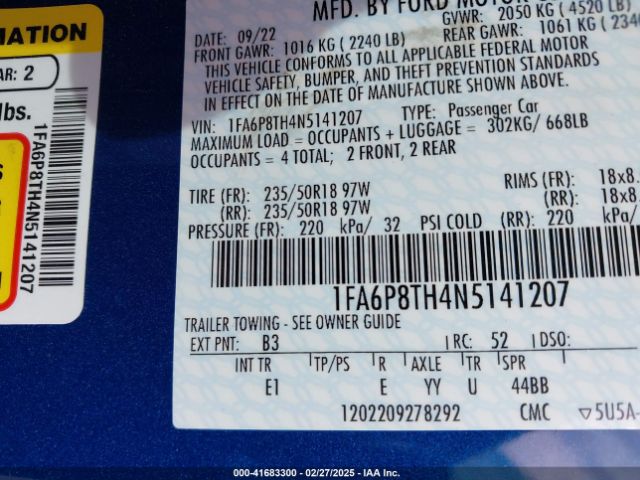 MATION
AR: 2
lbs.
1FA6P8TH4N5141207
MFD. BY FORD MOTOR
DATE: 09/22 GVWR: 2050 KG ( 4520 LB)
FRONT GAWR: 1016 KG ( 2240 LB) REAR GAWR: 1061 KG ( 234
THIS VEHICLE CONFORMS TO ALL APPLICABLE FEDERAL MOTOR
VEHICLE SAFETY, BUMPER, AND THEFT PREVENTION STANDARDS
IN EFFECT ON THE DATE OF MANUFACTURE SHOWN ABOVE.
VIN: 1FA6P8TH4N5141207 TYPE: Passenger Car
MAXIMUM LOAD = OCCUPANTS + LUGGAGE = 302KG/ 668LB
OCCUPANTS = 4 TOTAL; 2 FRONT, 2 REAR
TIRE (FR): 235/50R18 97W RIMS (FR): 18x8.
(RR): 235/50R18 97W (RR): 18x8.
PRESSURE (FR): 220 kPa/ 32 PSI COLD (RR): 220
1FA6P8TH4N5141207
TRAILER TOWING - SEE OWNER GUIDE
EXT PNT: B3 RC: 52 DSO:
INT TR TP/PS R AXLE TR SPR
E1 E YY U 44BB
1202209278292 CMC ▽5U5A-
000-41683300 - 02/27/2025 - IAA Inc.